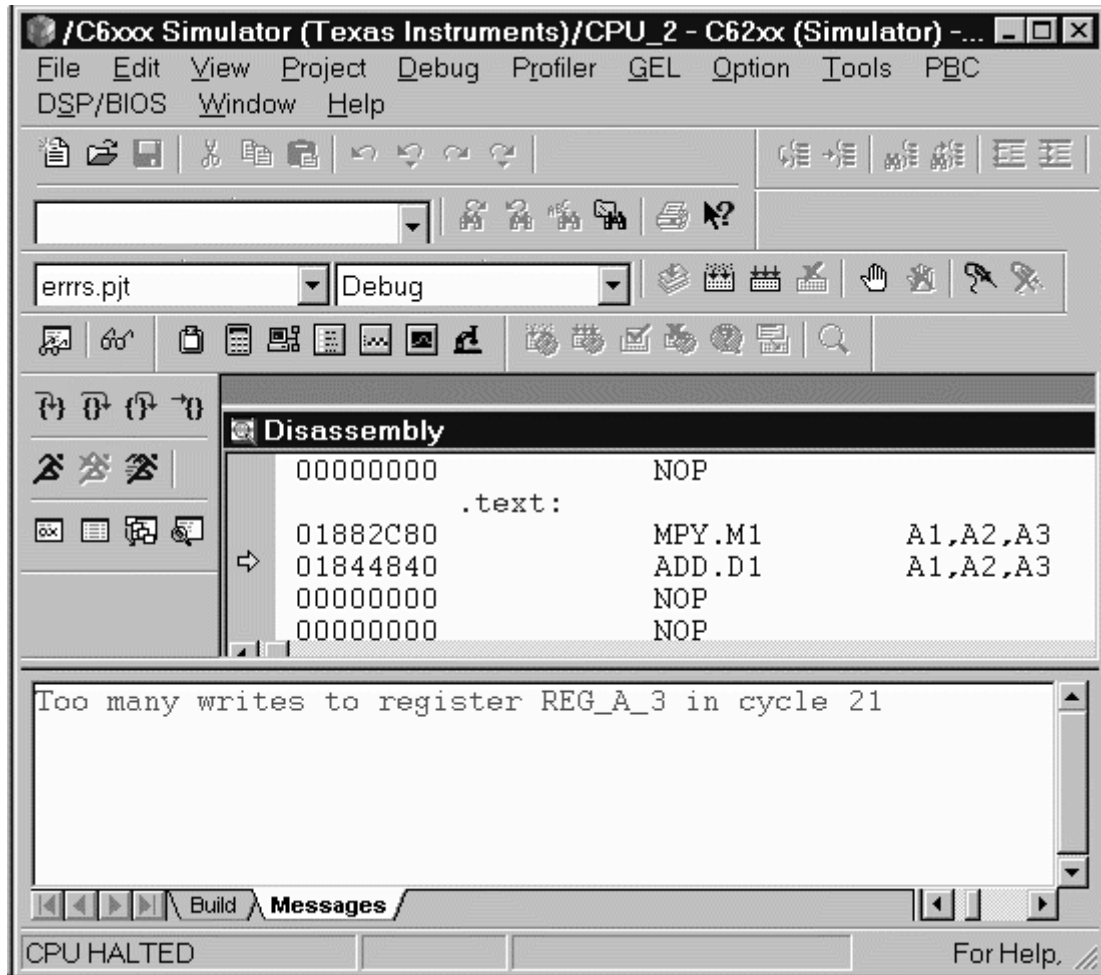 /C6xxx Simulator (Texas Instruments)/CPU_2 - C62xx (Simulator) -...
File Edit View Project Debug Profiler GEL Option Tools PBC
DSP/BIOS Window Help
errrs.pjt Debug
Disassembly
00000000 NOP
.text:
01882C80 MPY.M1 A1,A2,A3
01844840 ADD.D1 A1,A2,A3
00000000 NOP
00000000 NOP
Too many writes to register REG_A_3 in cycle 21
Build Messages
CPU HALTED For Help,